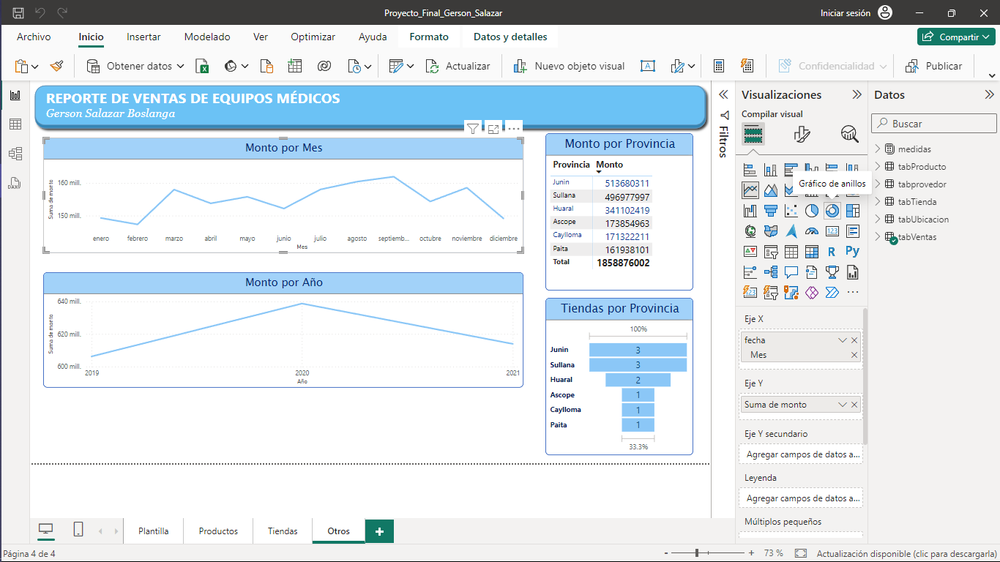 Proyecto_Final_Gerson_Salazar
Iniciar sesión
Archivo
Inicio
Insertar
Modelado
Ver
Optimizar
Ayuda
Formato
Datos y detalles
Compartir
Obtener datos
Actualizar
Nuevo objeto visual
Confidencialidad
Publicar
REPORTE DE VENTAS DE EQUIPOS MÉDICOS
Gerson Salazar Boslanga
Monto por Mes
Suma de monto
160 mill.
150 mill.
enero febrero marzo abril mayo junio julio agosto septiemb... octubre noviembre diciembre
Mes
Monto por Año
Suma de monto
640 mill.
620 mill.
600 mill.
2019 2020 2021
Año
Monto por Provincia
Provincia Monto
Junin 513680311
Sullana 496977997
Huaral 341102419
Ascope 173854963
Caylloma 171322211
Paita 161938101
Total 1858876002
Tiendas por Provincia
100%
Junin 3
Sullana 3
Huaral 2
Ascope 1
Caylloma 1
Paita 1
33.3%
Filtros
Visualizaciones
Compilar visual
Gráfico de anillos
123
R
Py
123
Eje X
fecha
Mes
Eje Y
Suma de monto
Eje Y secundario
Agregar campos de datos a...
Leyenda
Agregar campos de datos a...
Múltiplos pequeños
Datos
Buscar
medidas
tabProducto
tabprovedor
tabTienda
tabUbicacion
tabVentas
DAX
Plantilla
Productos
Tiendas
Otros
Página 4 de 4
73 %
Actualización disponible (clic para descargarla)